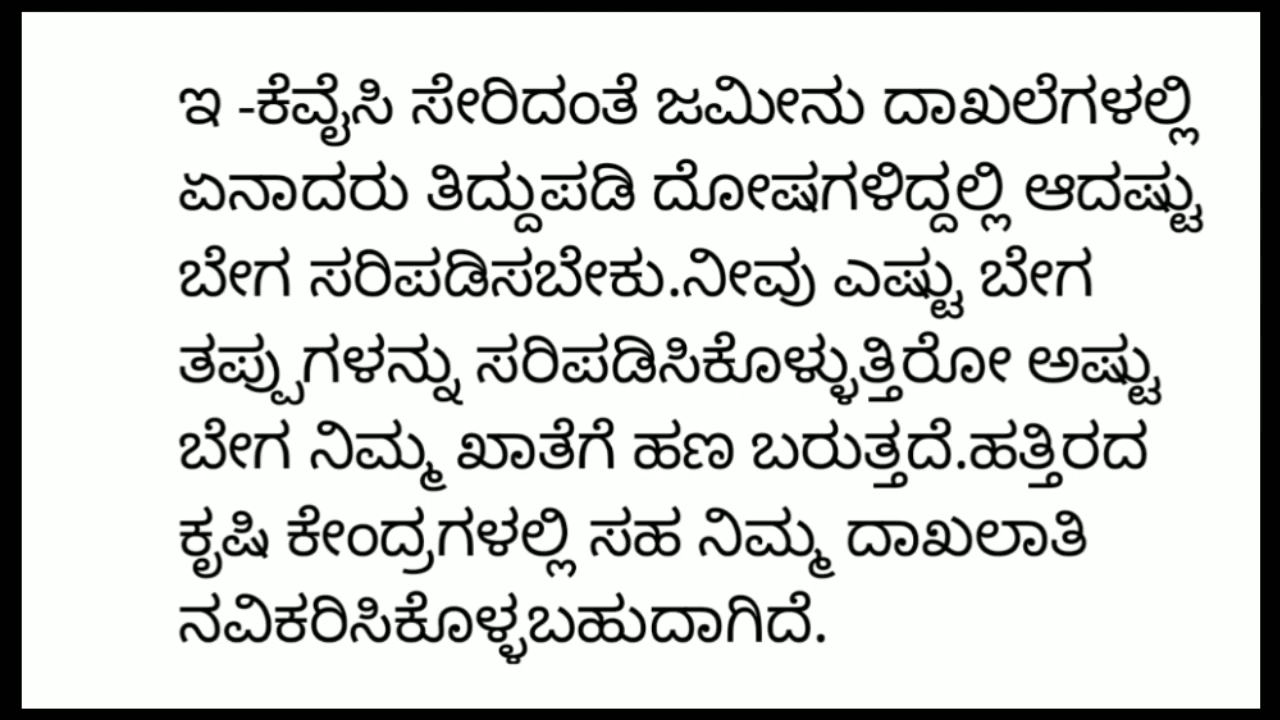 ಇ -ಕೆವೈಸಿ ಸೇರಿದಂತೆ ಜಮೀನು ದಾಖಲೆಗಳಲ್ಲಿ
ಏನಾದರು ತಿದ್ದುಪಡಿ ದೋಷಗಳಿದ್ದಲ್ಲಿ ಆದಷ್ಟು
ಬೇಗ ಸರಿಪಡಿಸಬೇಕು.ನೀವು ಎಷ್ಟು ಬೇಗ
ತಪ್ಪುಗಳನ್ನು ಸರಿಪಡಿಸಿಕೊಳ್ಳುತ್ತಿರೋ ಅಷ್ಟು
ಬೇಗ ನಿಮ್ಮ ಖಾತೆಗೆ ಹಣ ಬರುತ್ತದೆ.ಹತ್ತಿರದ
ಕೃಷಿ ಕೇಂದ್ರಗಳಲ್ಲಿ ಸಹ ನಿಮ್ಮ ದಾಖಲಾತಿ
ನವಿಕರಿಸಿಕೊಳ್ಳಬಹುದಾಗಿದೆ.